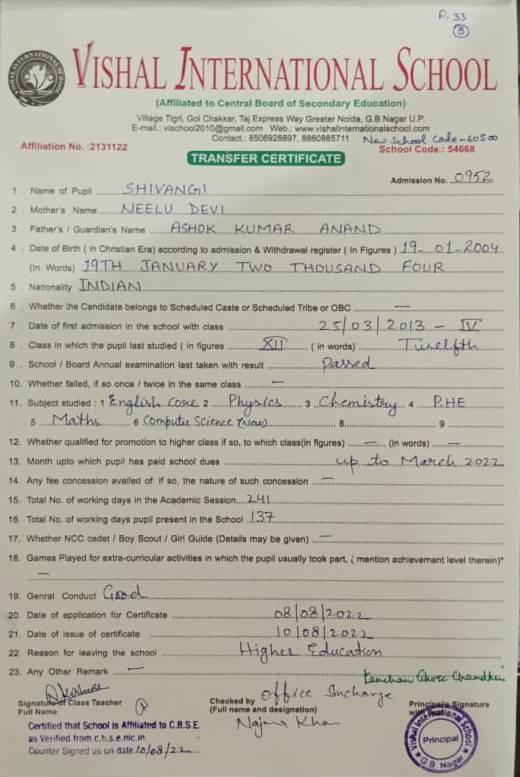 F. 33
3
VISHAL INTERNATIONAL SCHOOL
(Affiliated to Central Board of Secondary Education)
Village Tigri, Gol Chakkar, Taj Express Way Greater Noida, G.B Nagar U.P.
E-mail.: vischool2010@gmail.com Web.: www.vishalinternationalschool.com
Contact.: 8506928897, 8860885711 New School Code-60500
Affiliation No. :2131122 School Code.: 54668
TRANSFER CERTIFICATE
Admission No. 0952
1 . Name of Pupil SHIVANGI
2 . Mother's Name NEELU DEVI
3 . Father's / Guardian's Name ASHOK KUMAR ANAND
4 . Date of Birth ( in Christian Era) according to admission & Withdrawal register ( In Figures ) 19-01-2004
(In Words) 19TH JANUARY TWO THOUSAND FOUR
5 . Nationality INDIAN
6 . Whether the Candidate belongs to Scheduled Caste or Scheduled Tribe or OBC —
7 . Date of first admission in the school with class 25/03/2013 - IV
8 . Class in which the pupil last studied ( in figures XII ( in words) Twelfth
9 . School / Board Annual examination last taken with result Passed
10. Whether failed, if so once / twice in the same class —
11. Subject studied : 1 English Core 2 Physics 3 Chemistry 4 P.HE
5 Maths 6 Computer Science (New) 8 9
12. Whether qualified for promotion to higher class if so, to which class(in figures) — (in words) —
13. Month upto which pupil has paid school dues up to March 2022
14. Any fee concession availed of: if so, the nature of such concession —
15. Total No. of working days in the Academic Session 241
16. Total No. of working days pupil present in the School 137
17. Whether NCC cadet / Boy Scout / Girl Guide (Details may be given) —
18. Games Played for extra-curricular activities in which the pupil usually took part, ( mention achievement level therein)*
—
19. Genral Conduct Good
20. Date of application for Certificate 08/08/2022
21. Date of issue of certificate 10/08/2022
22. Reason for leaving the school Higher Education
23. Any Other Remark —
Signature of Class Teacher
Full Name
Checked by Office Incharge
(Full name and designation) Najma Khan
Principal's Signature
Certified that School is Affiliated to C.B.S.E.
as Verified from c.b.s.e.nic.in
Counter Signed us on date 10/08/22
Vishal International School
Principal
G.B. Nagar